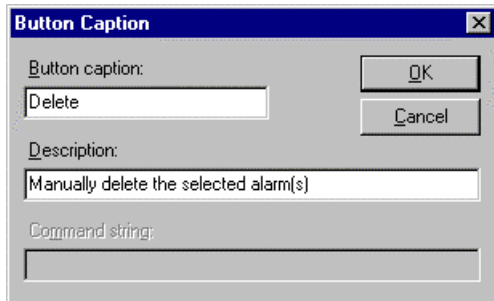 Button Caption
Button caption:
OK
Delete
Cancel
Description:
Manually delete the selected alarm(s)
Command string: